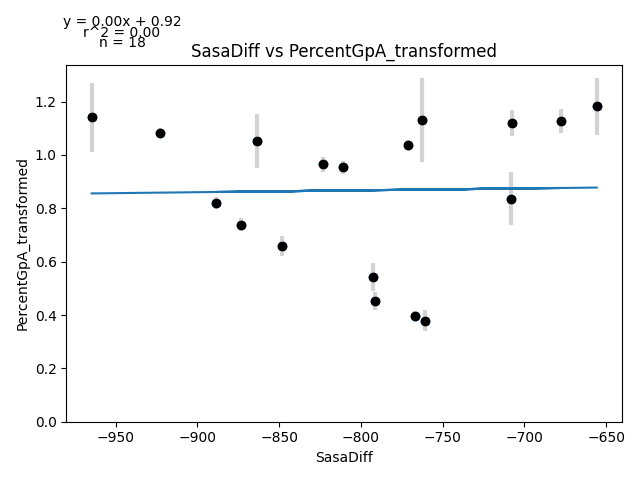 y = 0.00x + 0.92
r^2 = 0.00
n = 18
SasaDiff vs PercentGpA_transformed
PercentGpA_transformed
1.2
1.0
0.8
0.6
0.4
0.2
0.0
−950 −900 −850 −800 −750 −700 −650
SasaDiff